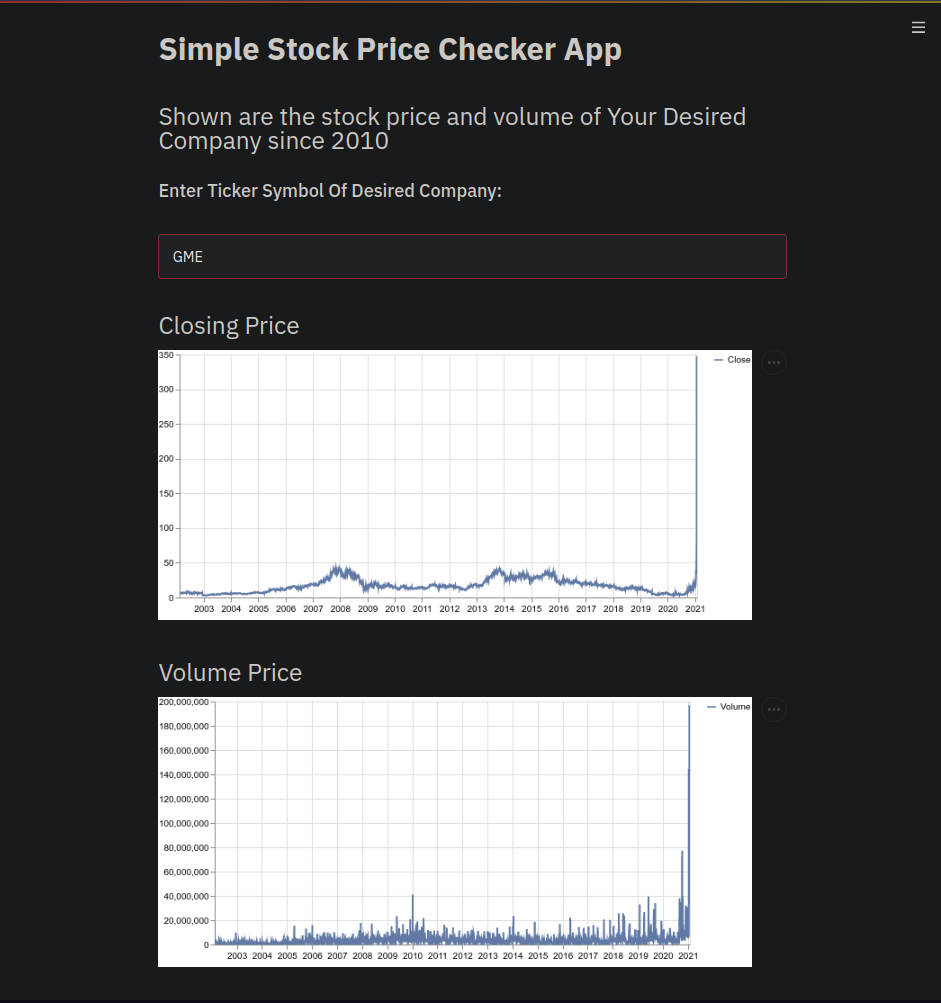 Simple Stock Price Checker App
Shown are the stock price and volume of Your Desired
Company since 2010
Enter Ticker Symbol Of Desired Company:
GME
Closing Price
350
300
250
200
150
100
50
0
Close
2003 2004 2005 2006 2007 2008 2009 2010 2011 2012 2013 2014 2015 2016 2017 2018 2019 2020 2021
Volume Price
200,000,000
180,000,000
160,000,000
140,000,000
120,000,000
100,000,000
80,000,000
60,000,000
40,000,000
20,000,000
0
Volume
2003 2004 2005 2006 2007 2008 2009 2010 2011 2012 2013 2014 2015 2016 2017 2018 2019 2020 2021